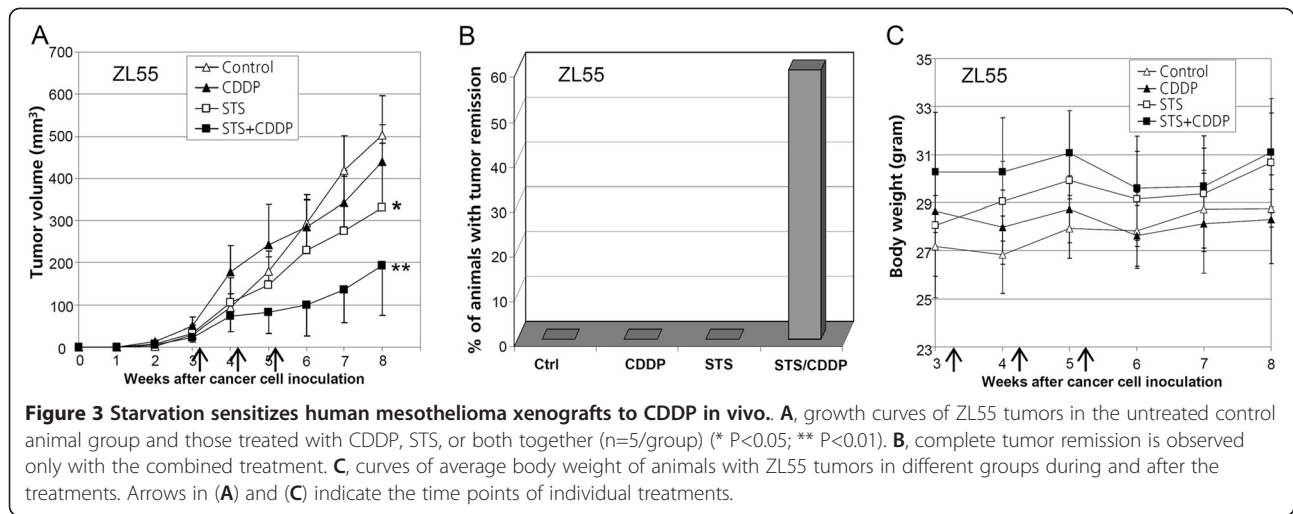 A
700
600
500
400
300
200
100
0
Tumor volume (mm³)
ZL55
Control
CDDP
STS
STS+CDDP
*
**
0 1 2 3 4 5 6 7 8
Weeks after cancer cell inoculation
B
60
50
40
30
20
10
0
% of animals with tumor remission
ZL55
Ctrl CDDP STS STS/CDDP
C
35
33
31
29
27
25
23
Body weight (gram)
ZL55
Control
CDDP
STS
STS+CDDP
3 4 5 6 7 8
Weeks after cancer cell inoculation
Figure 3 Starvation sensitizes human mesothelioma xenografts to CDDP in vivo.. A, growth curves of ZL55 tumors in the untreated control
animal group and those treated with CDDP, STS, or both together (n=5/group) (* P<0.05; ** P<0.01). B, complete tumor remission is observed
only with the combined treatment. C, curves of average body weight of animals with ZL55 tumors in different groups during and after the
treatments. Arrows in (A) and (C) indicate the time points of individual treatments.